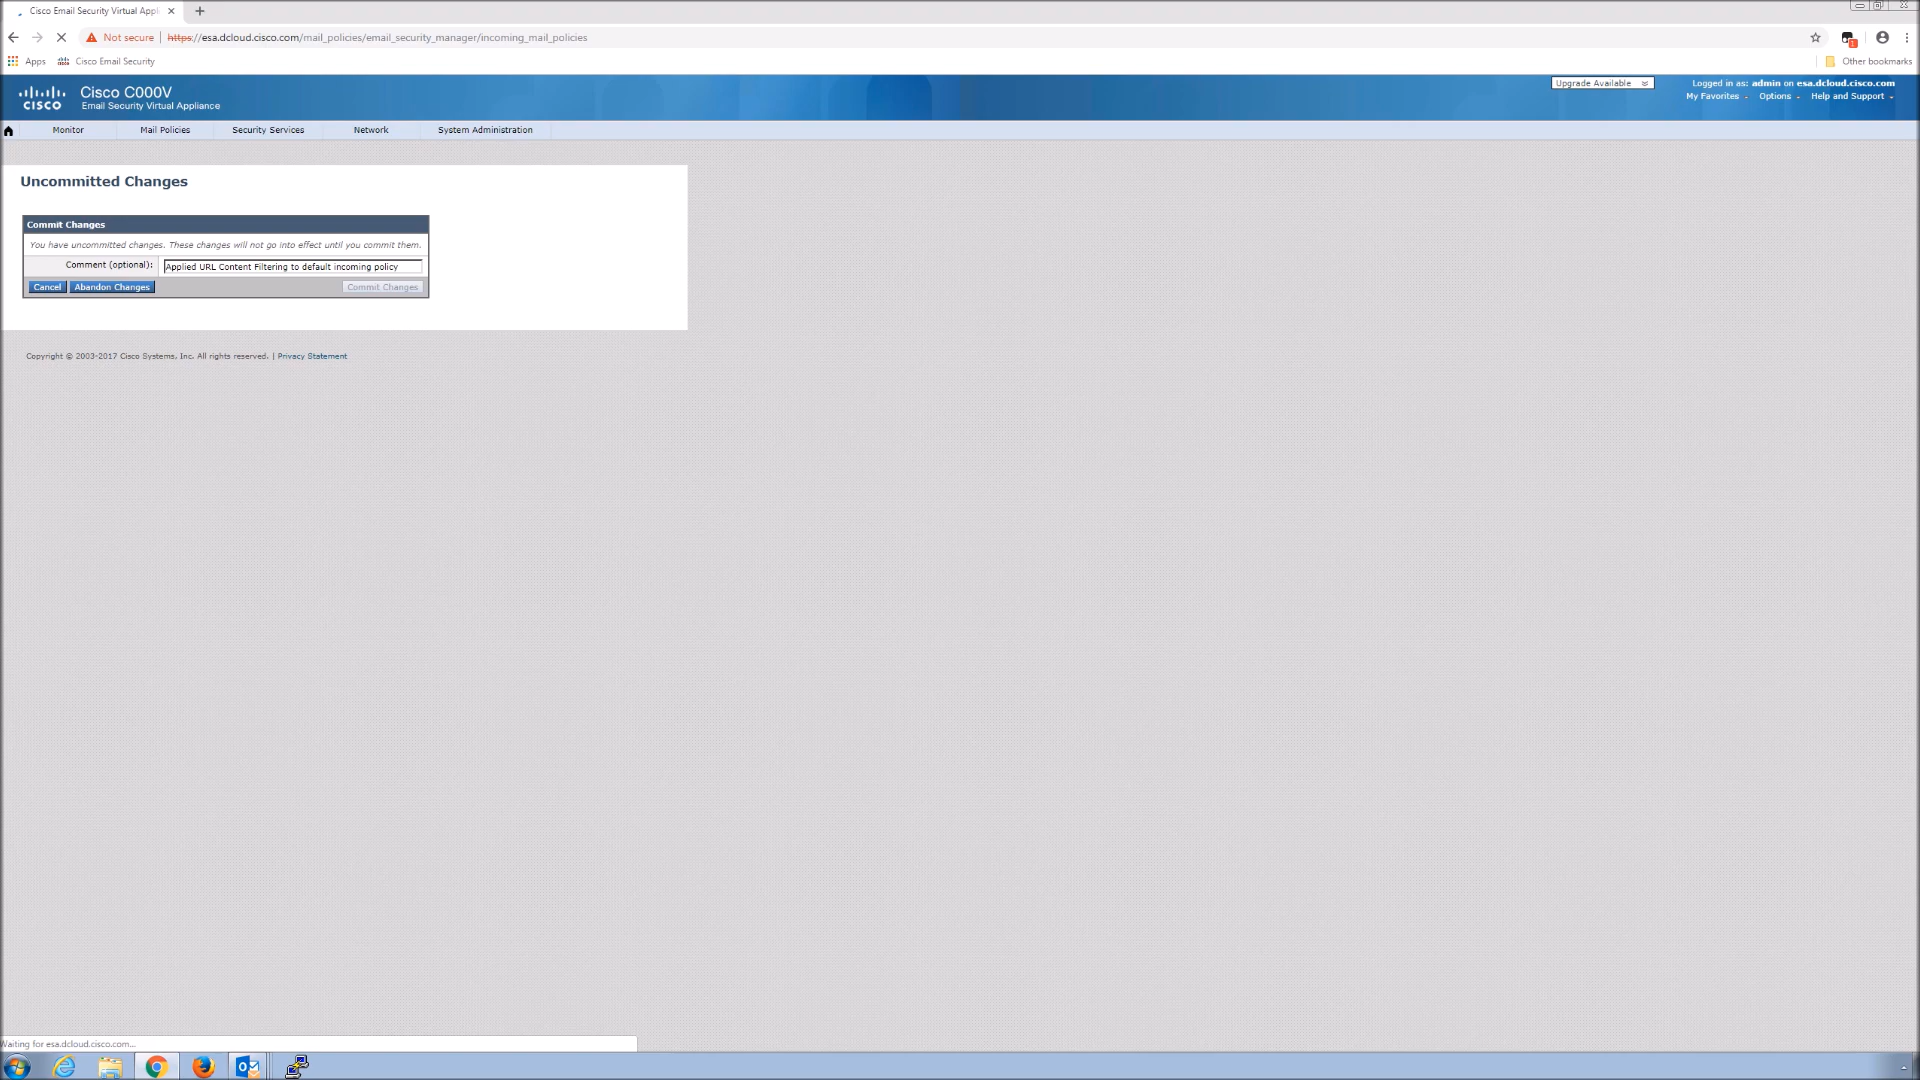 Cisco Email Security Virtual Appl
Not secure
https://esa.dcloud.cisco.com/mail_policies/email_security_manager/incoming_mail_policies
1
Apps
Cisco Email Security
Other bookmarks
CISCO
Cisco C000V
Email Security Virtual Appliance
Upgrade Available
Logged in as: admin on esa.dcloud.cisco.com
My Favorites Options Help and Support
Monitor
Mail Policies
Security Services
Network
System Administration
Uncommitted Changes
Commit Changes
You have uncommitted changes. These changes will not go into effect until you commit them.
Comment (optional):
Applied URL Content Filtering to default incoming policy
Cancel
Abandon Changes
Commit Changes
Copyright © 2003-2017 Cisco Systems, Inc. All rights reserved. | Privacy Statement
Waiting for esa.dcloud.cisco.com...